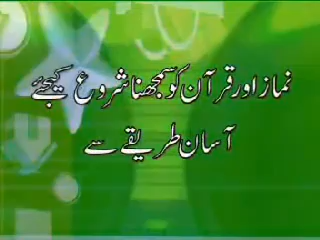 نماز اور قرآن کو سمجھنا شروع کیجئے
آسان طریقے سے